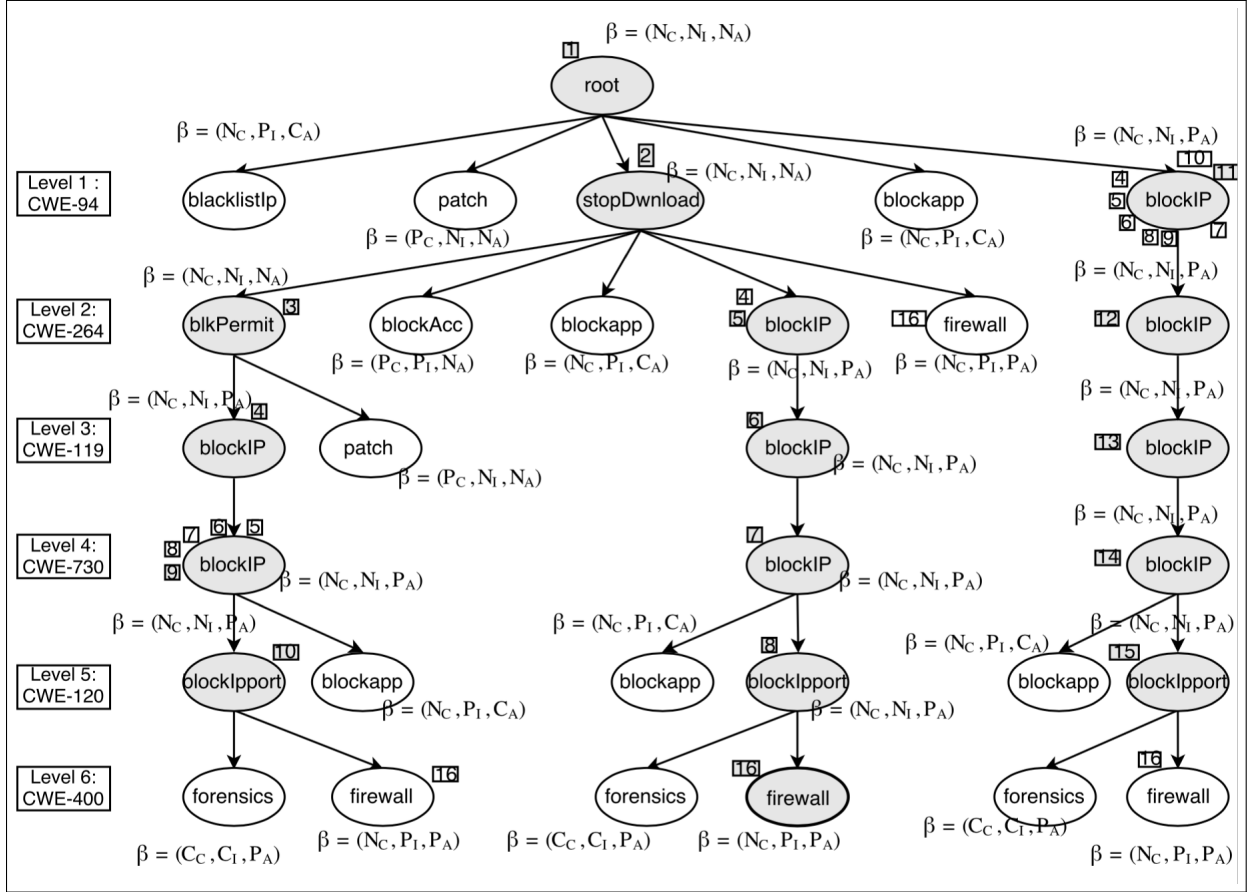 β = (N_C, N_I, N_A)
1
root
β = (N_C, P_I, C_A)
β = (N_C, N_I, P_A)
2
10
11
Level 1 :
CWE-94
blacklistIp
patch
β = (N_C, N_I, N_A)
stopDwnload
blockapp
4
5
6
8
9
7
blockIP
β = (P_C, N_I, N_A)
β = (N_C, P_I, C_A)
β = (N_C, N_I, N_A)
β = (N_C, N_I, P_A)
Level 2:
CWE-264
blkPermit
3
blockAcc
blockapp
4
5
blockIP
16
firewall
12
blockIP
β = (P_C, P_I, N_A)
β = (N_C, P_I, C_A)
β = (N_C, N_I, P_A)
β = (N_C, P_I, P_A)
β = (N_C, N_I, P_A)
β = (N_C, N_I, P_A)
Level 3:
CWE-119
4
blockIP
patch
6
blockIP
13
blockIP
β = (P_C, N_I, N_A)
β = (N_C, N_I, P_A)
β = (N_C, N_I, P_A)
Level 4:
CWE-730
7
6
5
8
9
blockIP
7
blockIP
14
blockIP
β = (N_C, N_I, P_A)
β = (N_C, N_I, P_A)
β = (N_C, N_I, P_A)
β = (N_C, P_I, C_A)
β = (N_C, P_I, C_A)
β = (N_C, N_I, P_A)
Level 5:
CWE-120
10
blockIpport
blockapp
blockapp
8
blockIpport
blockapp
15
blockIpport
β = (N_C, P_I, C_A)
β = (N_C, N_I, P_A)
Level 6:
CWE-400
forensics
firewall
16
forensics
16
firewall
forensics
16
firewall
β = (C_C, C_I, P_A)
β = (N_C, P_I, P_A)
β = (C_C, C_I, P_A)
β = (N_C, P_I, P_A)
β = (C_C, C_I, P_A)
β = (N_C, P_I, P_A)